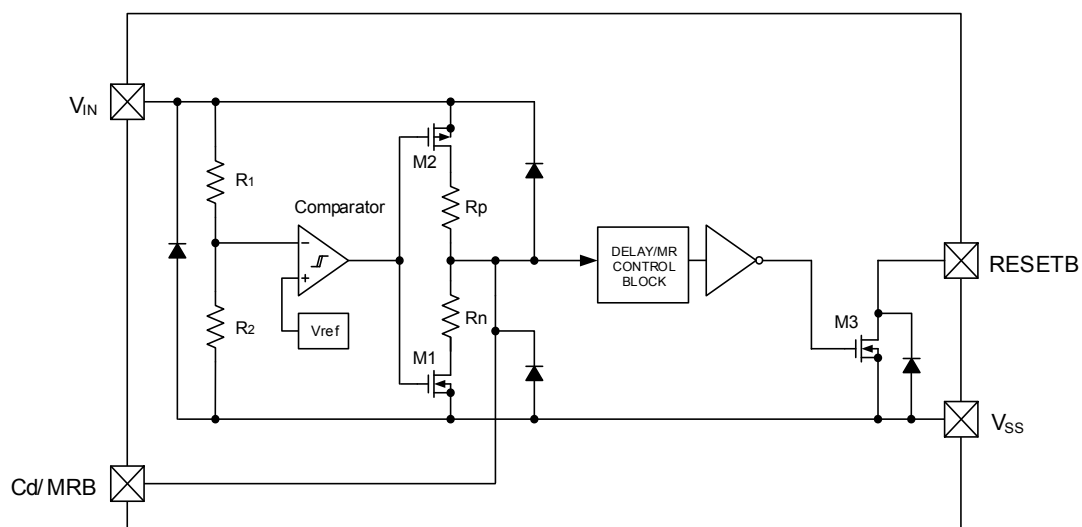 VIN
M2
R1
Rp
Comparator
−
+
DELAY/MR
CONTROL
BLOCK
RESETB
R2
Vref
Rn
M1
M3
VSS
Cd/MRB